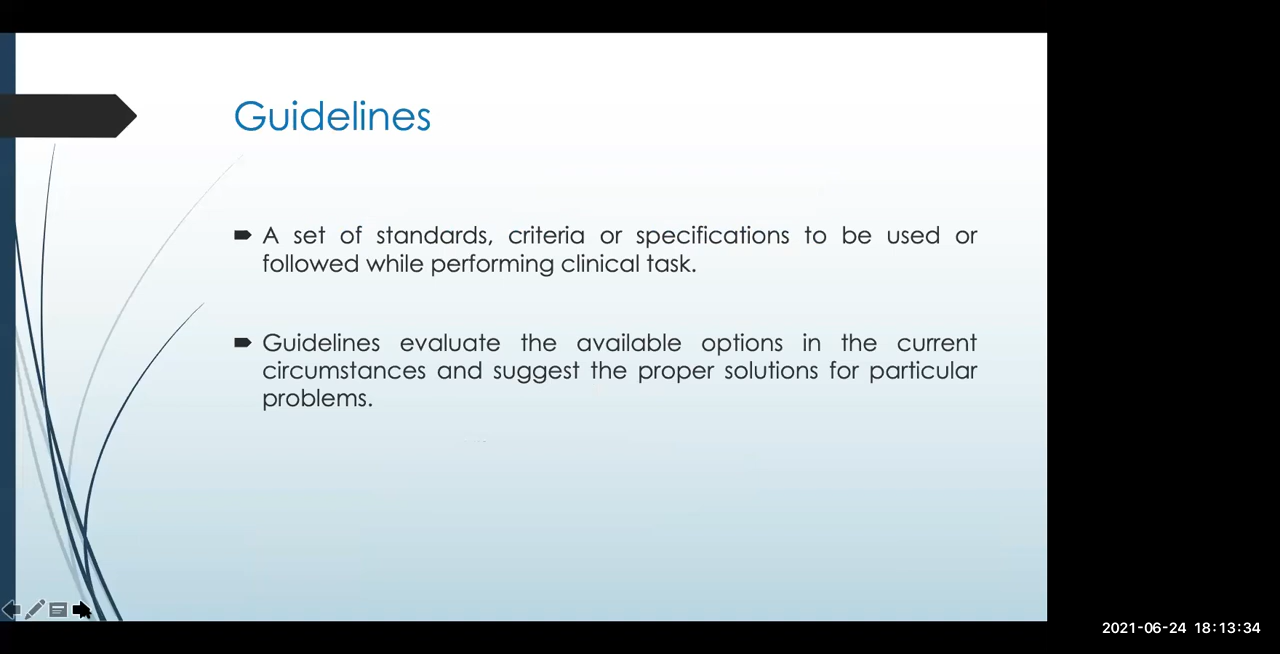 Guidelines
A set of standards, criteria or specifications to be used or
followed while performing clinical task.
Guidelines evaluate the available options in the current
circumstances and suggest the proper solutions for particular
problems.
2021-06-24 18:13:34